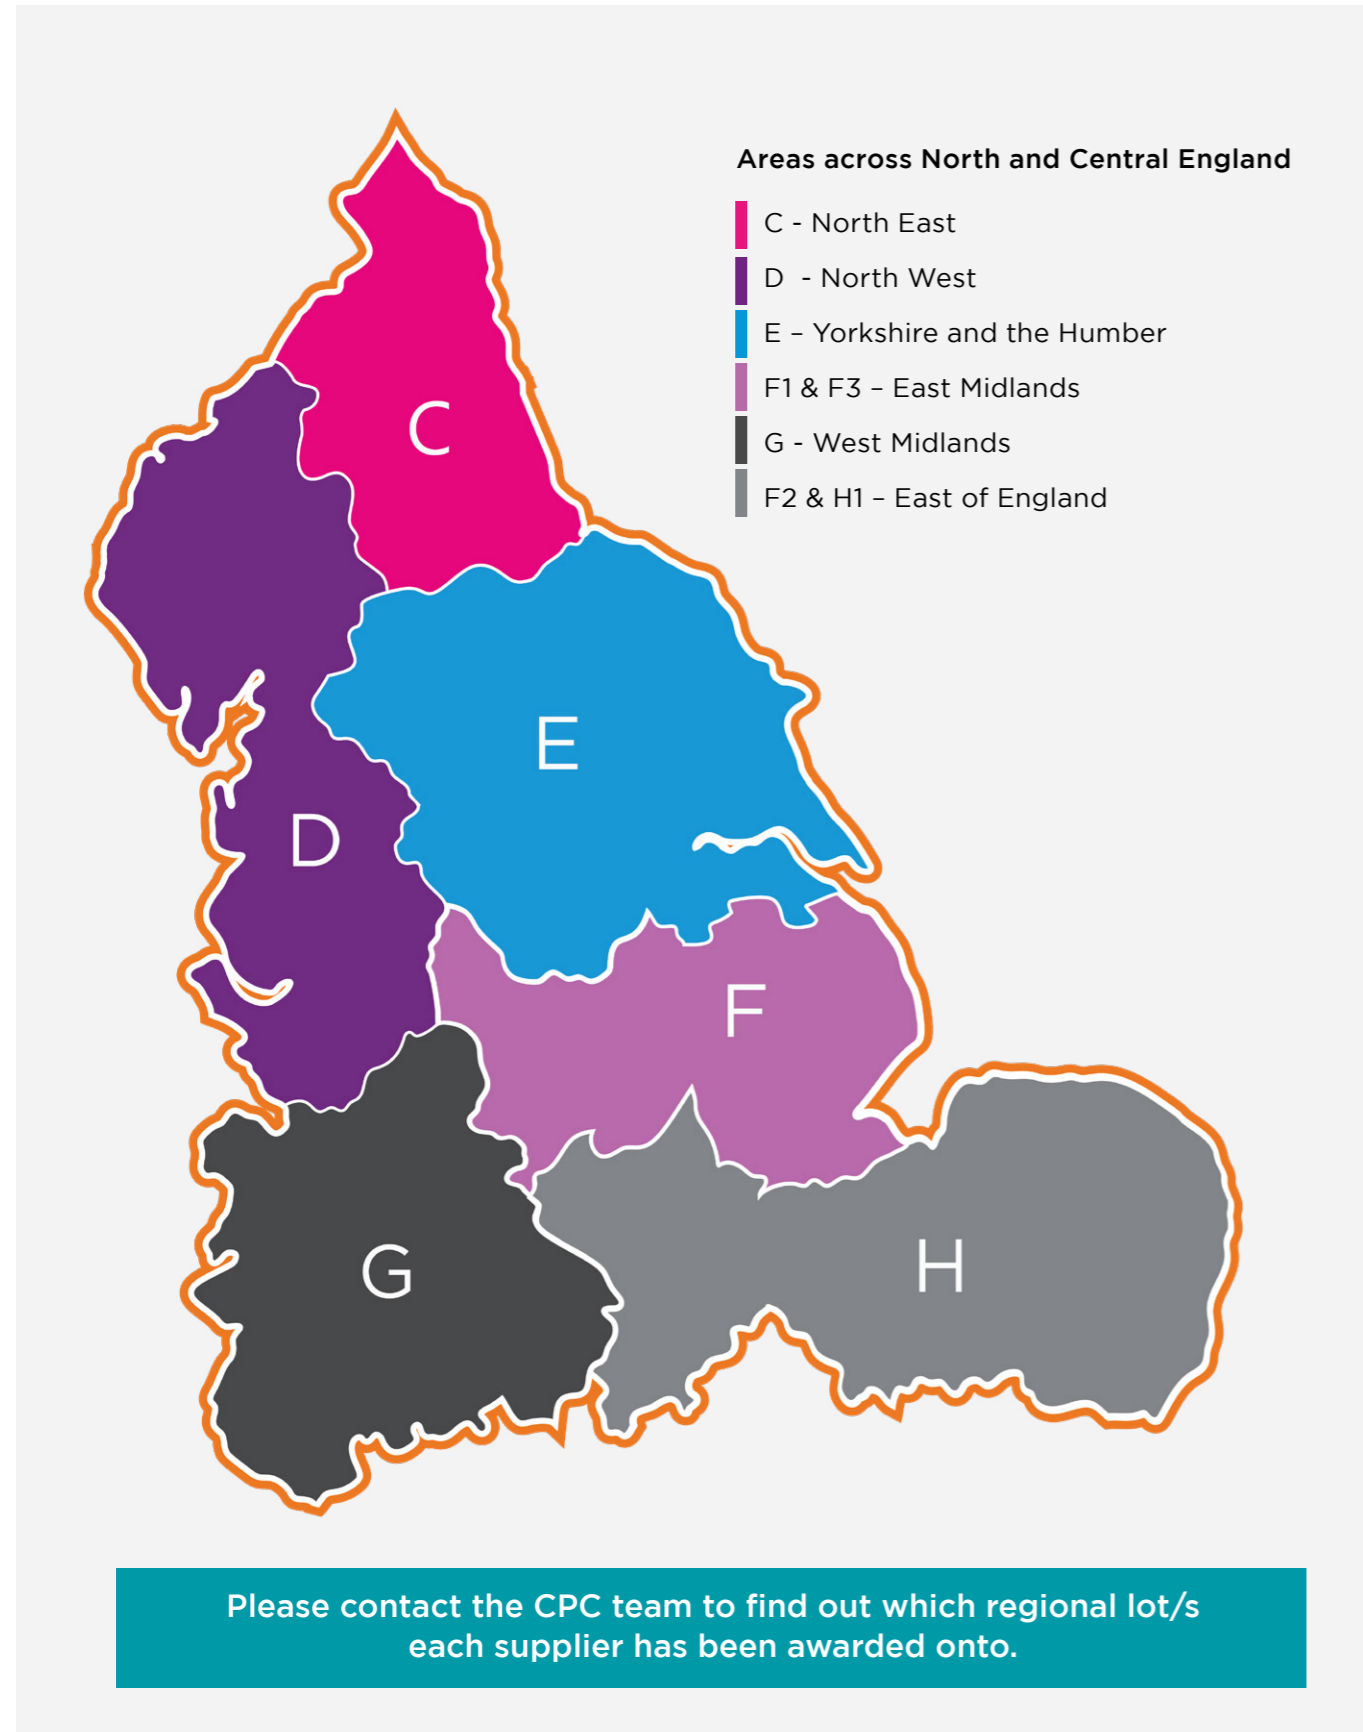 Areas across North and Central England
C - North East
D - North West
E – Yorkshire and the Humber
F1 & F3 – East Midlands
G - West Midlands
F2 & H1 – East of England
C
E
D
F
G
H
Please contact the CPC team to find out which regional lot/s
each supplier has been awarded onto.